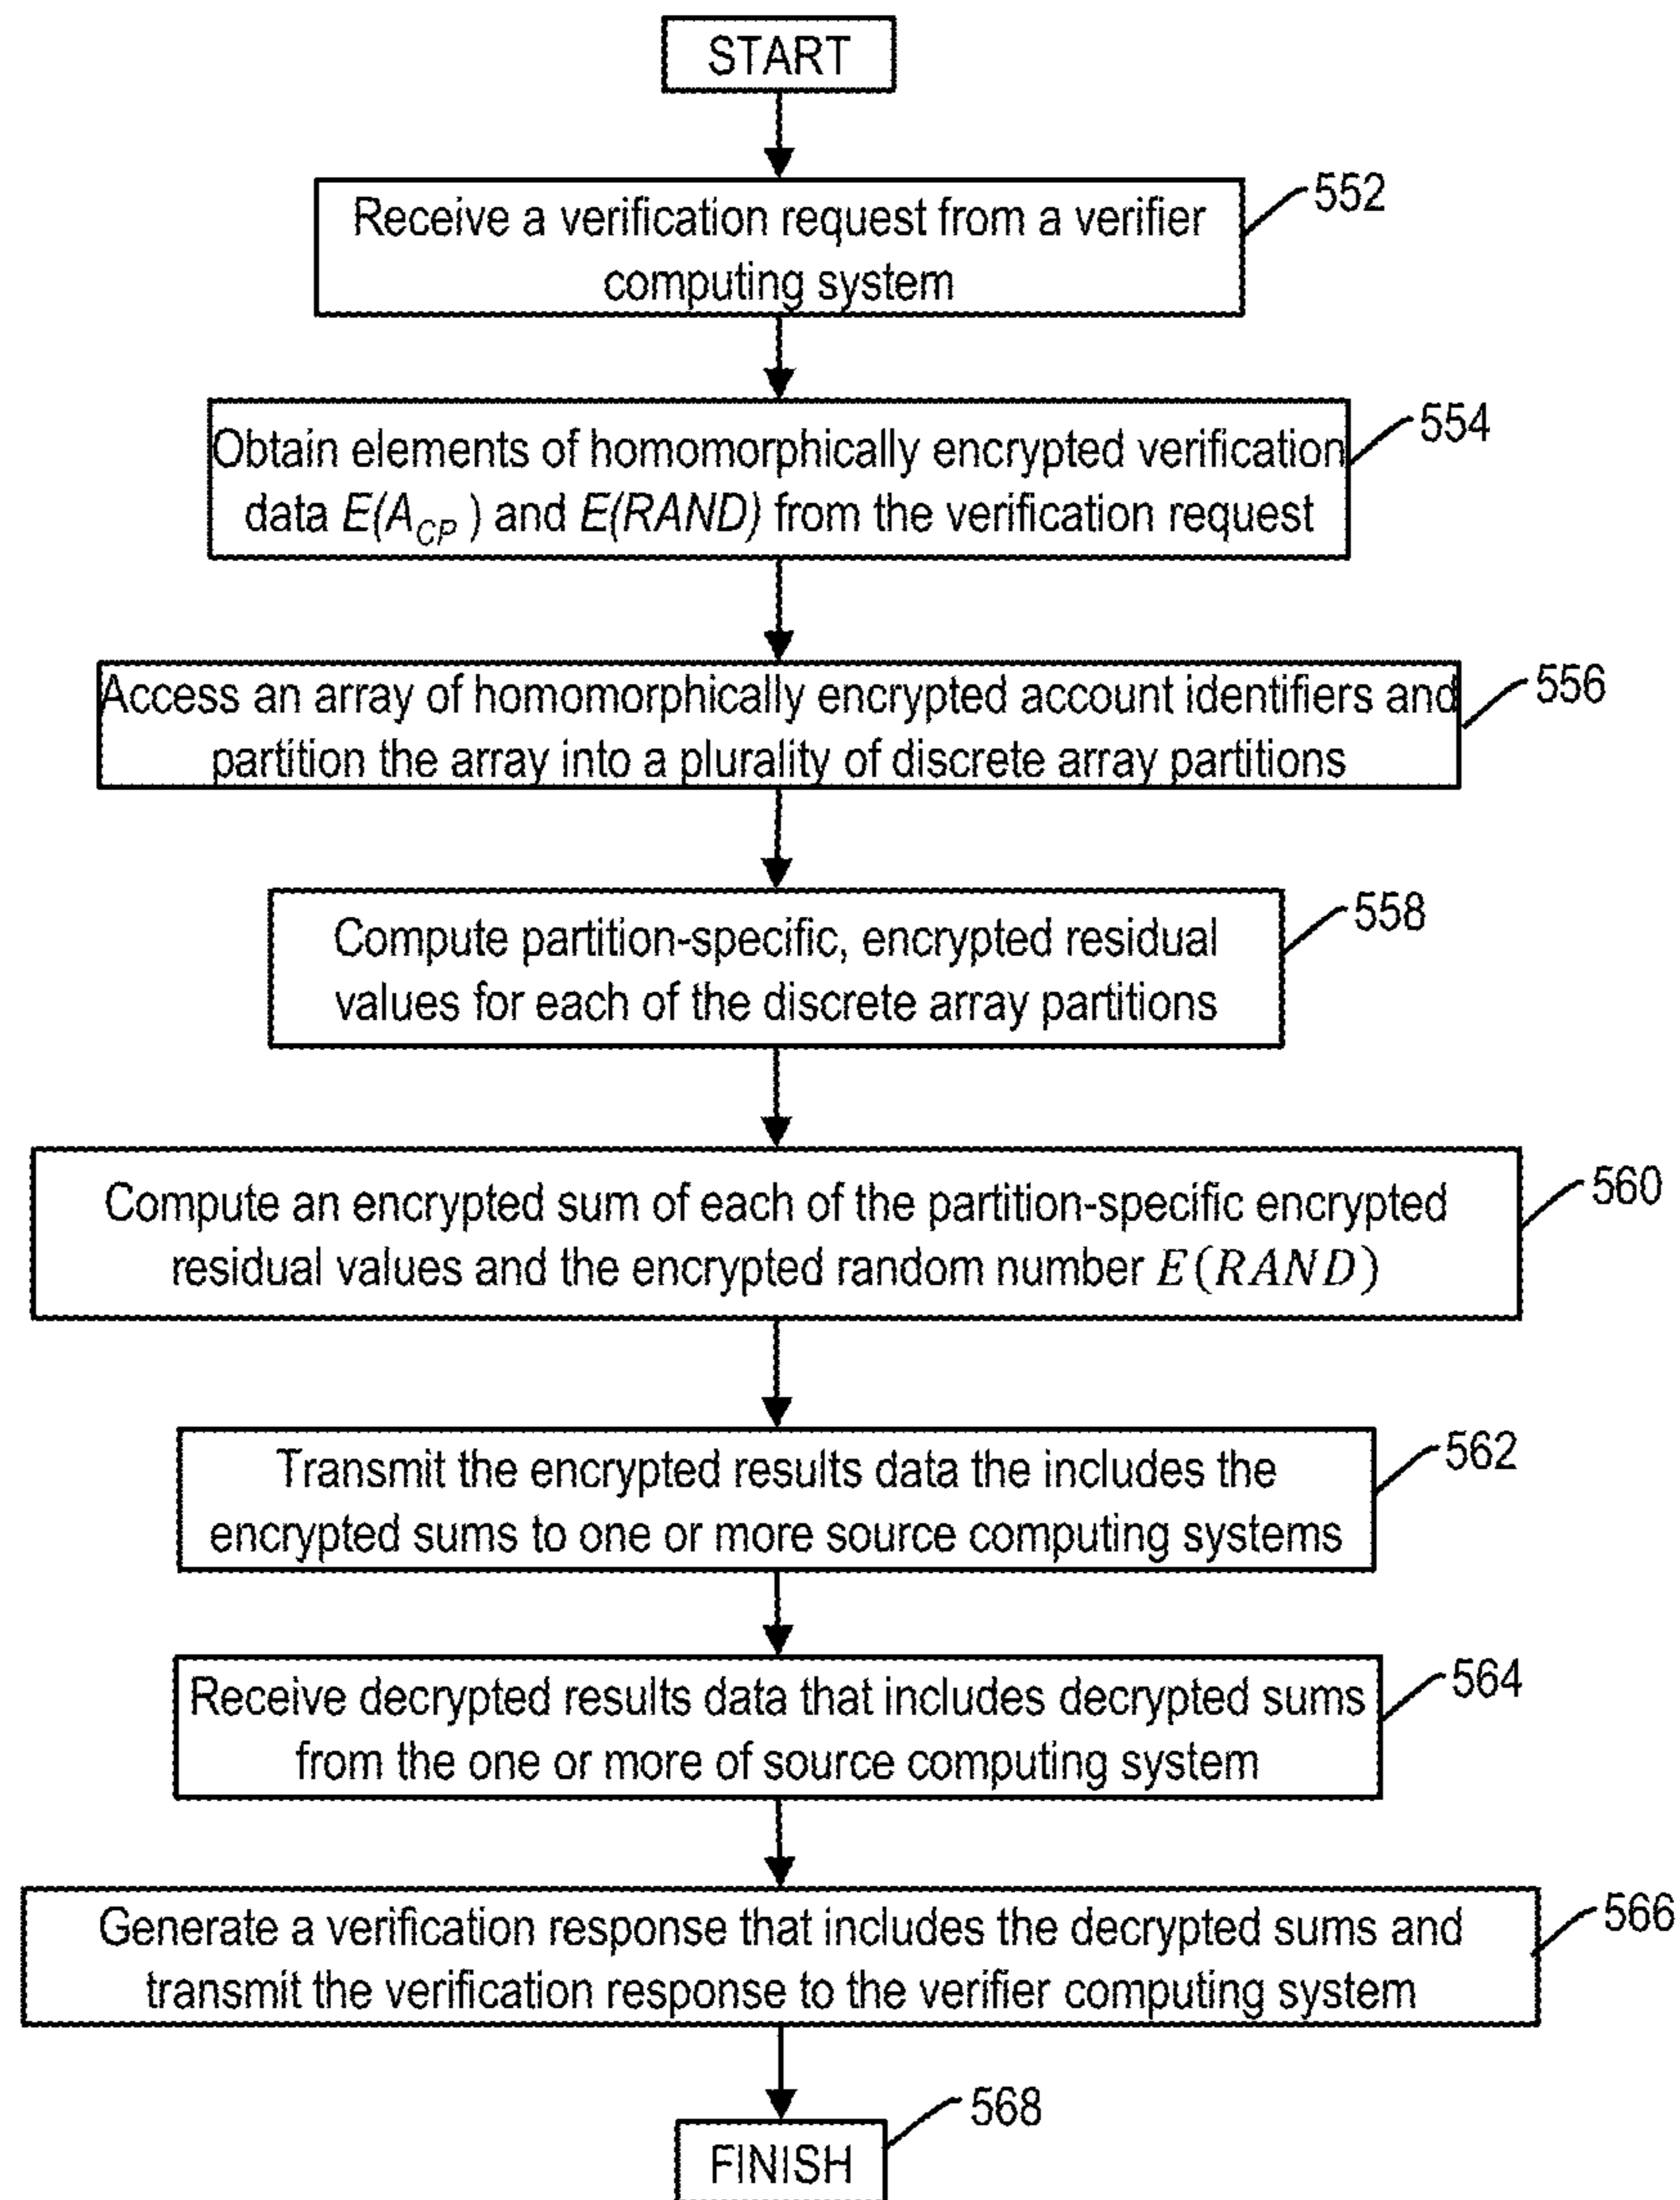 START
552
Receive a verification request from a verifier
computing system
554
Obtain elements of homomorphically encrypted verification
data E(A_CP ) and E(RAND) from the verification request
556
Access an array of homomorphically encrypted account identifiers and
partition the array into a plurality of discrete array partitions
558
Compute partition-specific, encrypted residual
values for each of the discrete array partitions
560
Compute an encrypted sum of each of the partition-specific encrypted
residual values and the encrypted random number E(RAND)
562
Transmit the encrypted results data the includes the
encrypted sums to one or more source computing systems
564
Receive decrypted results data that includes decrypted sums
from the one or more of source computing system
566
Generate a verification response that includes the decrypted sums and
transmit the verification response to the verifier computing system
568
FINISH